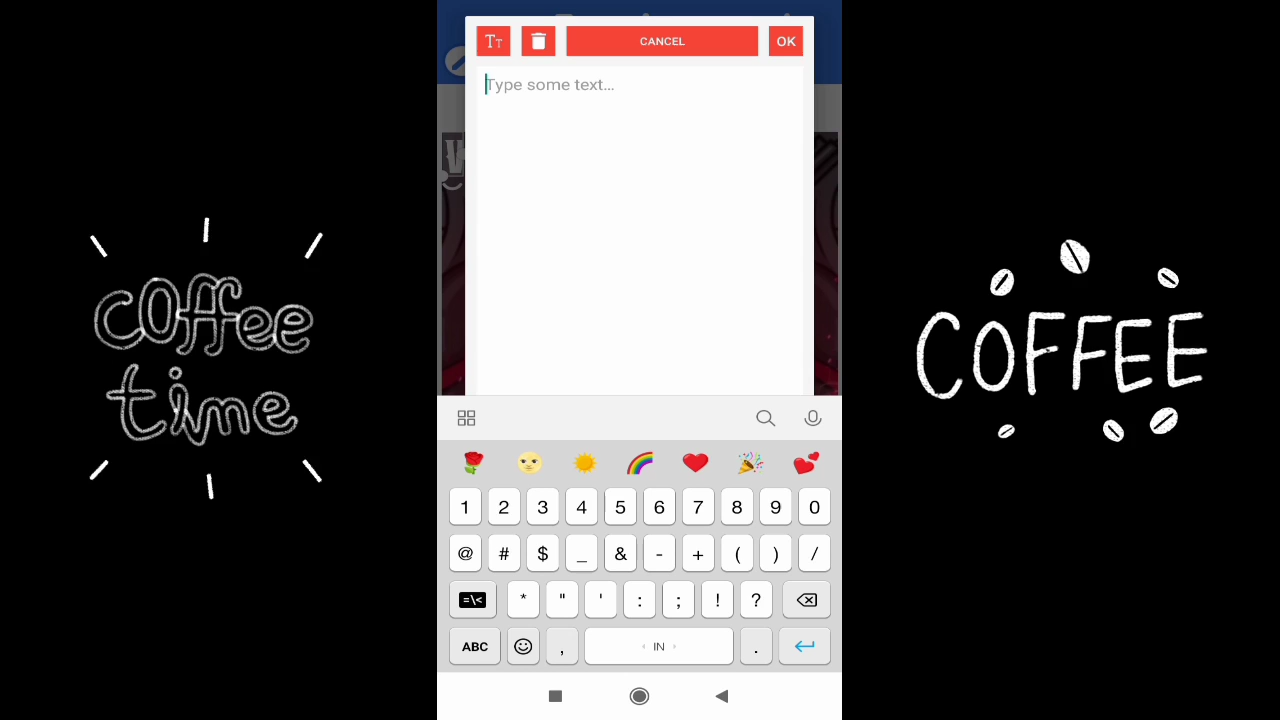 TT CANCEL OK
Type some text...
coffee
time
COFFEE
1 2 3 4 5 6 7 8 9 0
@ # $ _ & - + ( ) /
=\< * " ' : ; ! ?
ABC , IN .